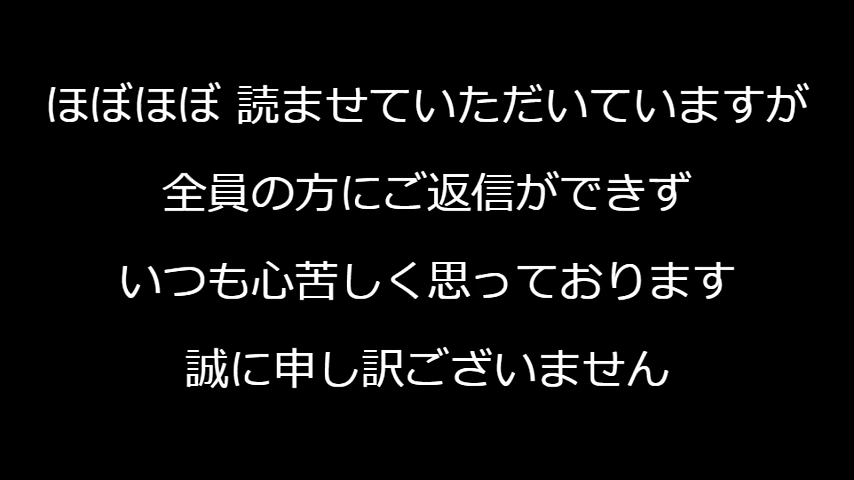 ほぼほぼ 読ませていただいていますが
全員の方にご返信ができず
いつも心苦しく思っております
誠に申し訳ございません